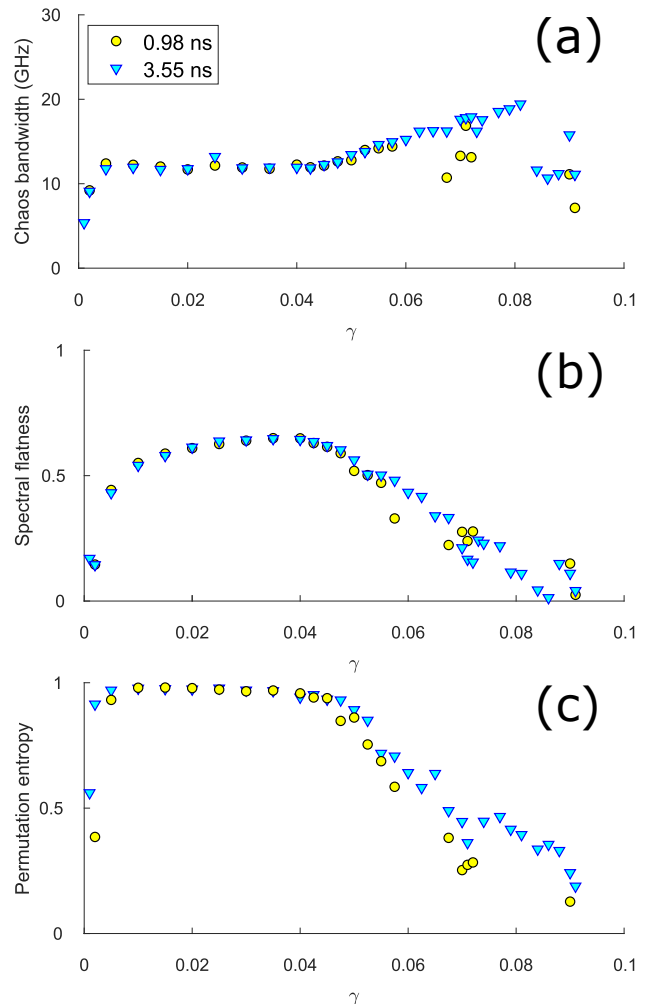 (a)
30
20
10
0
Chaos bandwidth (GHz)
0.98 ns
3.55 ns
0 0.02 0.04 0.06 0.08 0.1
γ
(b)
1
0.5
0
Spectral flatness
0 0.02 0.04 0.06 0.08 0.1
γ
(c)
1
0.5
0
Permutation entropy
0 0.02 0.04 0.06 0.08 0.1
γ